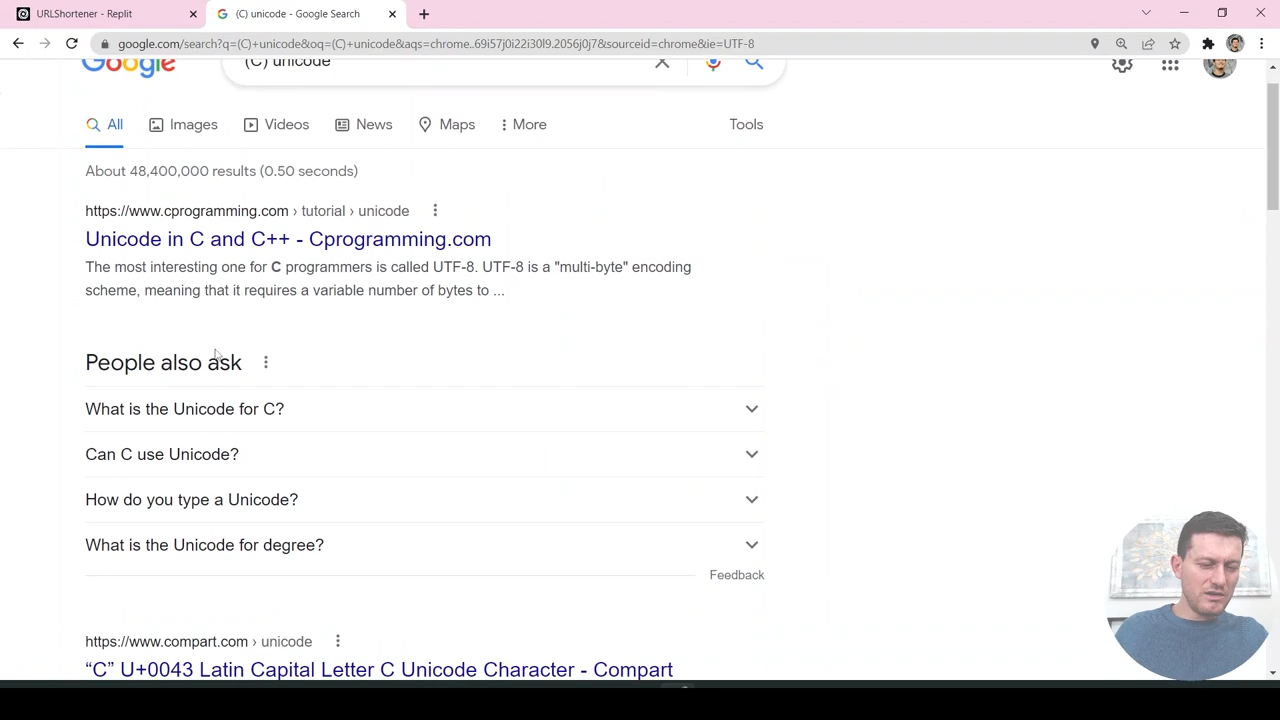 URLShortener - Replit
(C) unicode - Google Search
google.com/search?q=(C)+unicode&oq=(C)+unicode&aqs=chrome..69i57j0i22i30l9.2056j0j7&sourceid=chrome&ie=UTF-8
Google
(C) unicode
All Images Videos News Maps More Tools
About 48,400,000 results (0.50 seconds)
https://www.cprogramming.com › tutorial › unicode
Unicode in C and C++ - Cprogramming.com
The most interesting one for C programmers is called UTF-8. UTF-8 is a "multi-byte" encoding
scheme, meaning that it requires a variable number of bytes to ...
People also ask
What is the Unicode for C?
Can C use Unicode?
How do you type a Unicode?
What is the Unicode for degree?
Feedback
https://www.compart.com › unicode
“C” U+0043 Latin Capital Letter C Unicode Character - Compart